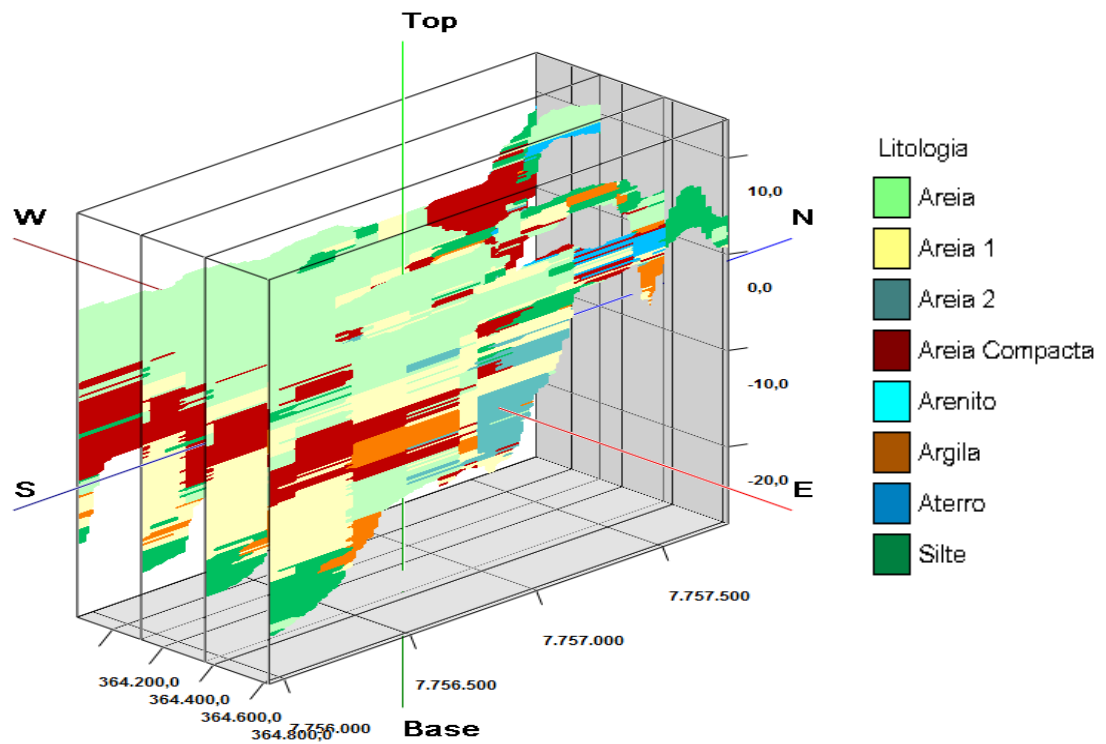 Top
W
N
S
E
Base
10,0
0,0
-10,0
-20,0
7.757.500
7.757.000
7.756.500
7.756.000
364.200,0
364.400,0
364.600,0
364.800,0
Litologia
Areia
Areia 1
Areia 2
Areia Compacta
Arenito
Argila
Aterro
Silte